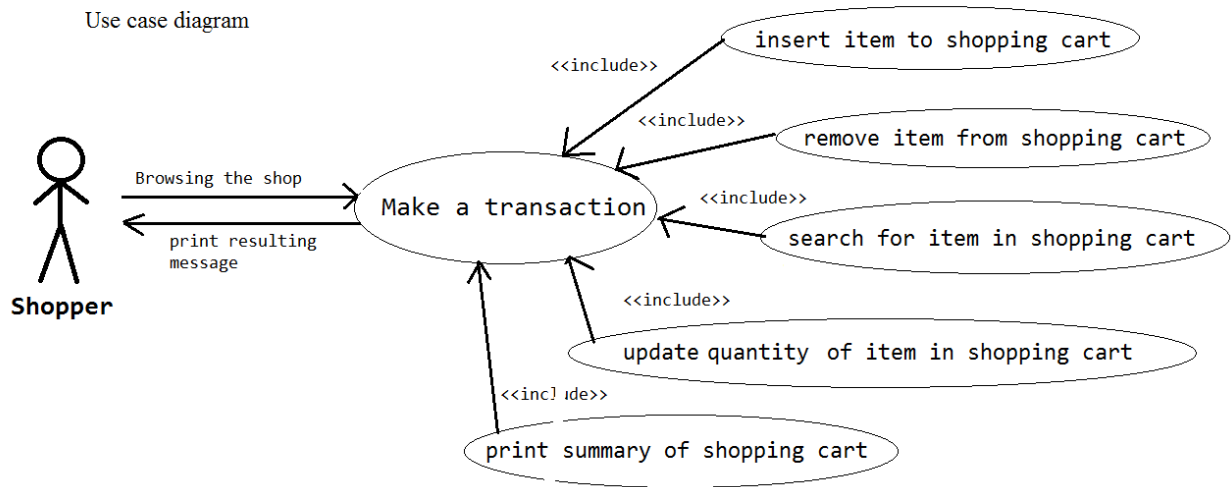 Use case diagram
insert item to shopping cart
<<include>>
<<include>>
remove item from shopping cart
Browsing the shop
<<include>>
Make a transaction
print resulting
message
search for item in shopping cart
Shopper
<<include>>
update quantity of item in shopping cart
<<include>>
print summary of shopping cart